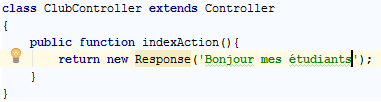 class ClubController extends Controller
{
    public function indexAction(){
        return new Response('Bonjour mes étudiants');
    }
}